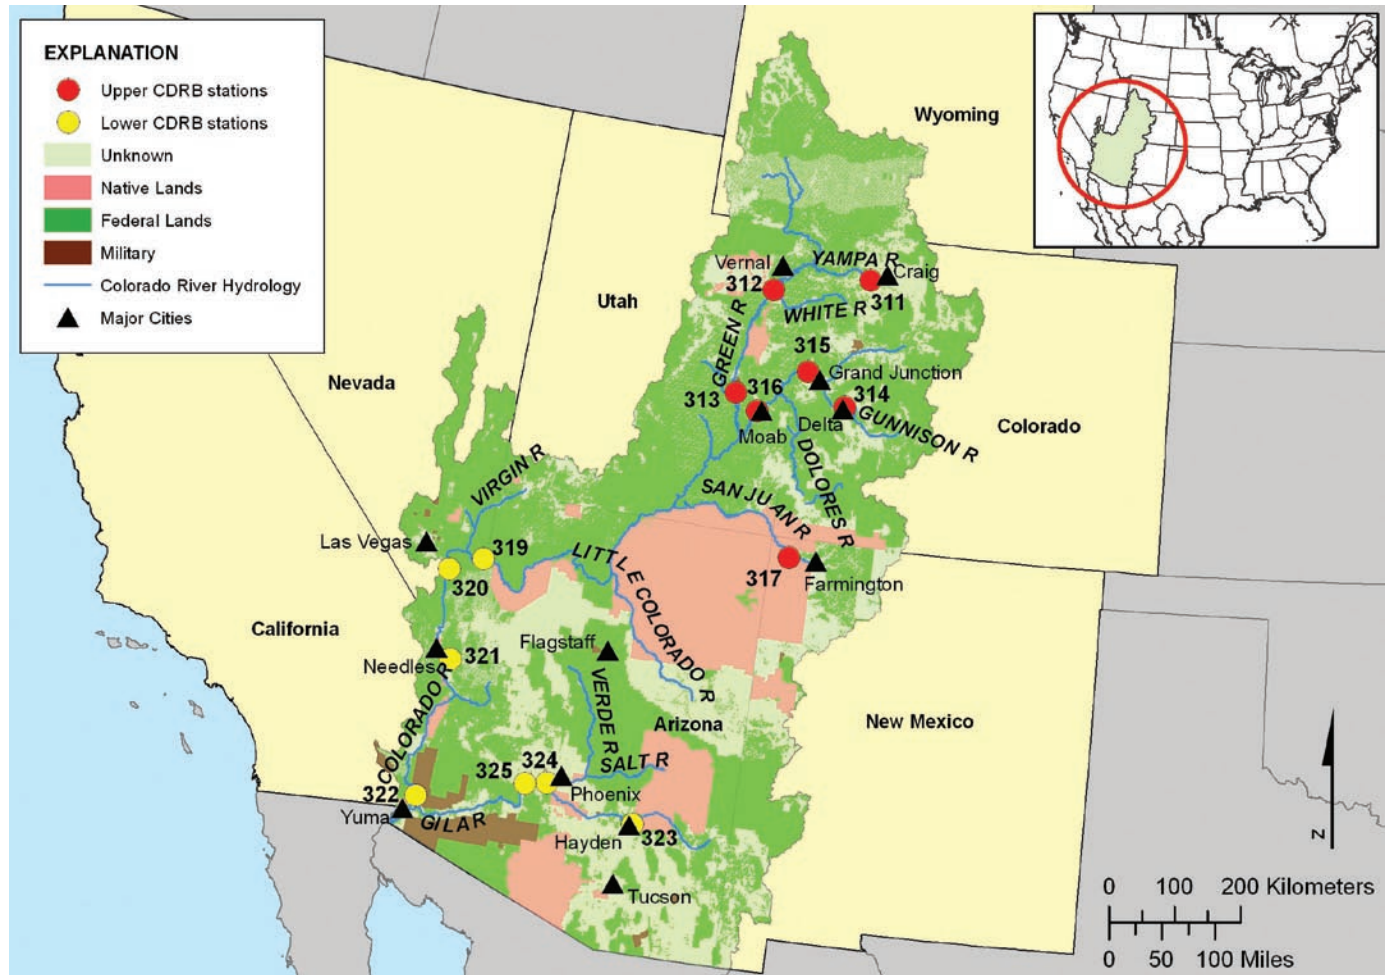 EXPLANATION
Upper CDRB stations
Lower CDRB stations
Unknown
Native Lands
Federal Lands
Military
Colorado River Hydrology
Major Cities
Wyoming
Utah
Nevada
California
Colorado
New Mexico
Arizona
Vernal
YAMPA R
Craig
312
311
WHITE R
GREEN R
315
Grand Junction
316
313
314
Moab
Delta
GUNNISON R
DOLORES R
SAN JUAN R
VIRGIN R
Las Vegas
319
320
LITTLE COLORADO R
317
Farmington
Flagstaff
321
Needles
COLORADO R
VERDE R
SALT R
324
325
Phoenix
322
Yuma
GILA R
Hayden
323
Tucson
N
0 100 200 Kilometers
0 50 100 Miles